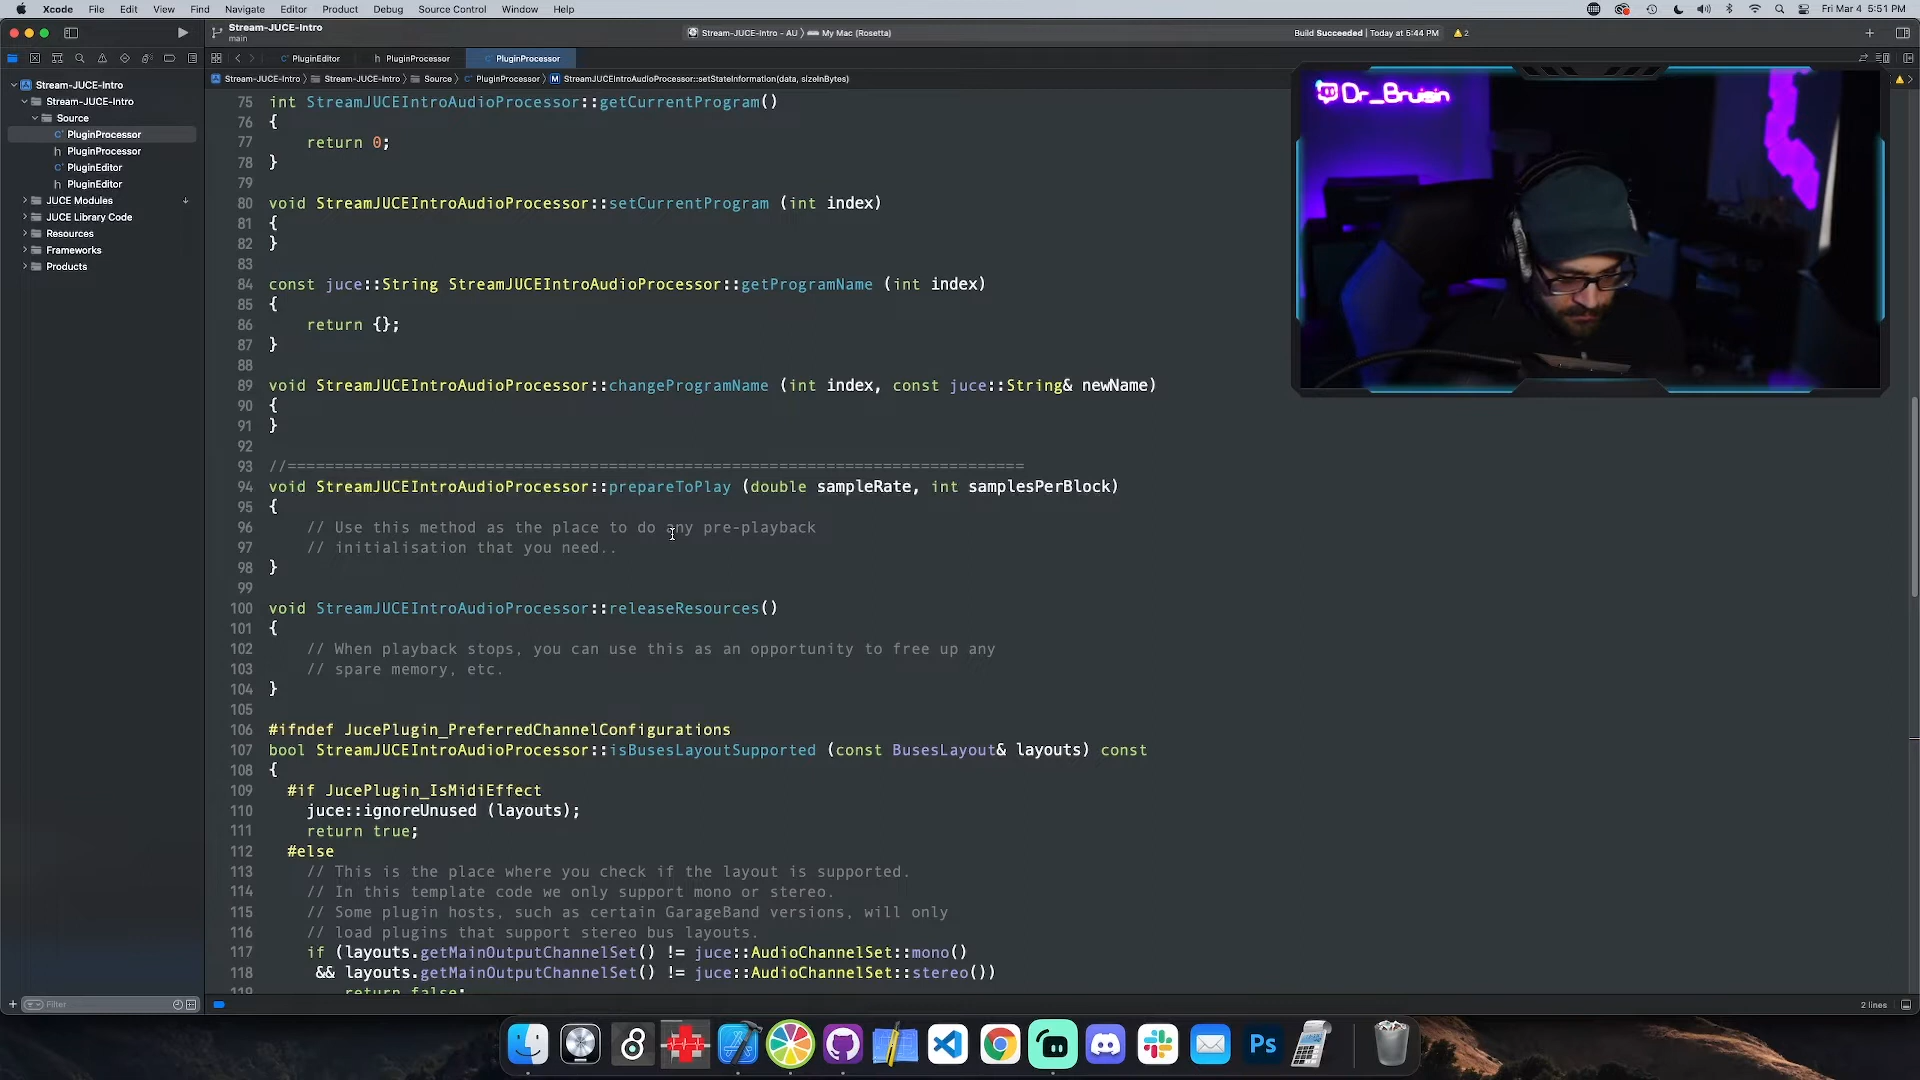 Xcode File Edit View Find Navigate Editor Product Debug Source Control Window Help
Fri Mar 4 5:51 PM
Stream-JUCE-Intro
main
Stream-JUCE-Intro - AU My Mac (Rosetta)
Build Succeeded | Today at 5:44 PM
2
PluginEditor
PluginProcessor
PluginProcessor
Stream-JUCE-Intro Stream-JUCE-Intro Source PluginProcessor M StreamJUCEIntroAudioProcessor::setStateInformation(data, sizeInBytes)
Stream-JUCE-Intro
Stream-JUCE-Intro
Source
PluginProcessor
h PluginProcessor
PluginEditor
h PluginEditor
JUCE Modules
JUCE Library Code
Resources
Frameworks
Products
Filter
75 int StreamJUCEIntroAudioProcessor::getCurrentProgram()
76 {
77 return 0;
78 }
79
80 void StreamJUCEIntroAudioProcessor::setCurrentProgram (int index)
81 {
82 }
83
84 const juce::String StreamJUCEIntroAudioProcessor::getProgramName (int index)
85 {
86 return {};
87 }
88
89 void StreamJUCEIntroAudioProcessor::changeProgramName (int index, const juce::String& newName)
90 {
91 }
92
93 //==============================================================================
94 void StreamJUCEIntroAudioProcessor::prepareToPlay (double sampleRate, int samplesPerBlock)
95 {
96 // Use this method as the place to do any pre-playback
97 // initialisation that you need..
98 }
99
100 void StreamJUCEIntroAudioProcessor::releaseResources()
101 {
102 // When playback stops, you can use this as an opportunity to free up any
103 // spare memory, etc.
104 }
105
106 #ifndef JucePlugin_PreferredChannelConfigurations
107 bool StreamJUCEIntroAudioProcessor::isBusesLayoutSupported (const BusesLayout& layouts) const
108 {
109 #if JucePlugin_IsMidiEffect
110 juce::ignoreUnused (layouts);
111 return true;
112 #else
113 // This is the place where you check if the layout is supported.
114 // In this template code we only support mono or stereo.
115 // Some plugin hosts, such as certain GarageBand versions, will only
116 // load plugins that support stereo bus layouts.
117 if (layouts.getMainOutputChannelSet() != juce::AudioChannelSet::mono()
118 && layouts.getMainOutputChannelSet() != juce::AudioChannelSet::stereo())
119 return false;
Dr_Bruisin
2 lines
Ps